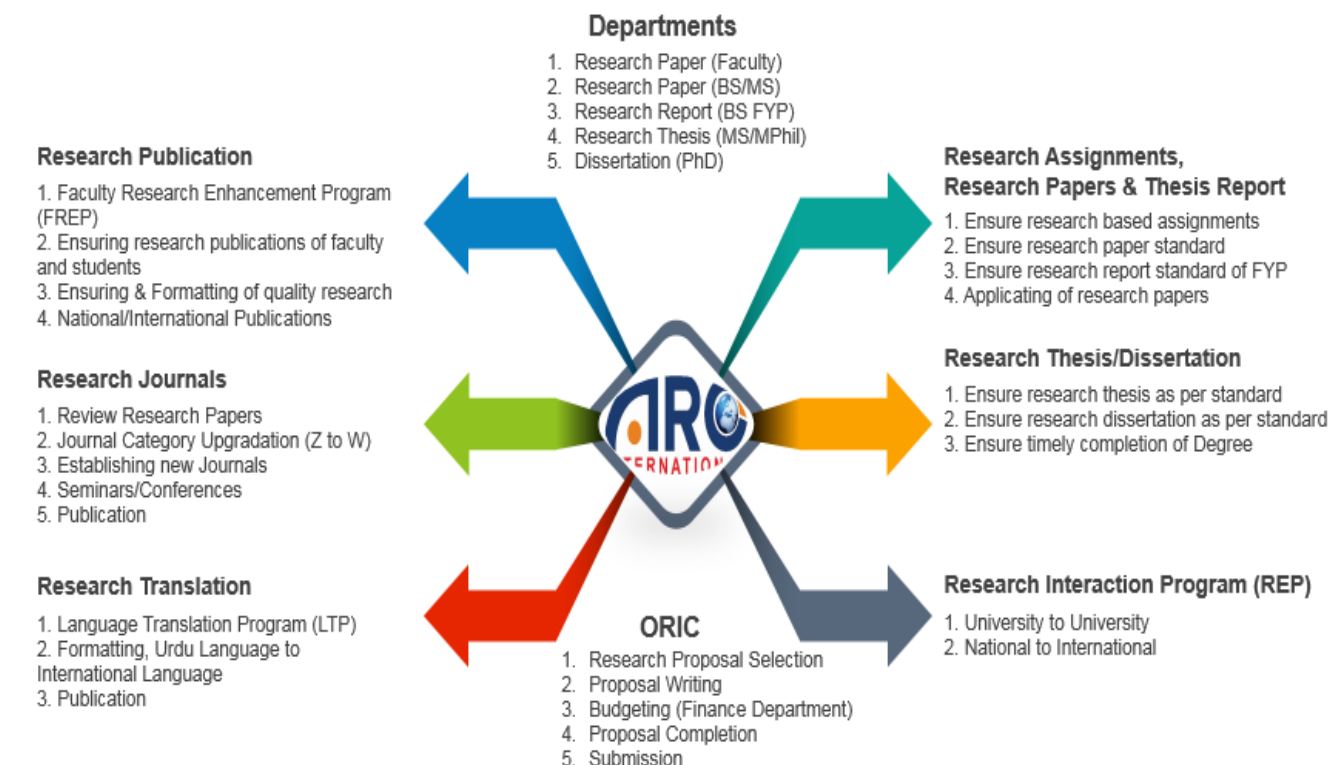 Departments
1. Research Paper (Faculty)
2. Research Paper (BS/MS)
3. Research Report (BS FYP)
4. Research Thesis (MS/MPhil)
5. Dissertation (PhD)
Research Publication
1. Faculty Research Enhancement Program
(FREP)
2. Ensuring research publications of faculty
and students
3. Ensuring & Formatting of quality research
4. National/International Publications
Research Journals
1. Review Research Papers
2. Journal Category Upgradation (Z to W)
3. Establishing new Journals
4. Seminars/Conferences
5. Publication
Research Translation
1. Language Translation Program (LTP)
2. Formatting, Urdu Language to
International Language
3. Publication
ARC
TERNATION
Research Assignments,
Research Papers & Thesis Report
1. Ensure research based assignments
2. Ensure research paper standard
3. Ensure research report standard of FYP
4. Applicating of research papers
Research Thesis/Dissertation
1. Ensure research thesis as per standard
2. Ensure research dissertation as per standard
3. Ensure timely completion of Degree
Research Interaction Program (REP)
1. University to University
2. National to International
ORIC
1. Research Proposal Selection
2. Proposal Writing
3. Budgeting (Finance Department)
4. Proposal Completion
5. Submission